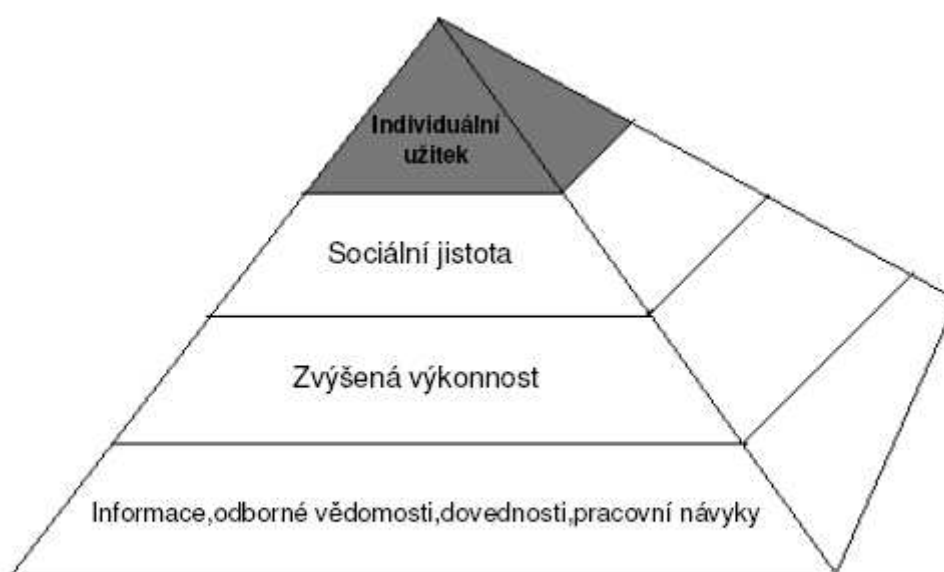 Individuální
užitek
Sociální jistota
Zvýšená výkonnost
Informace,odborné vědomosti,dovednosti,pracovní návyky